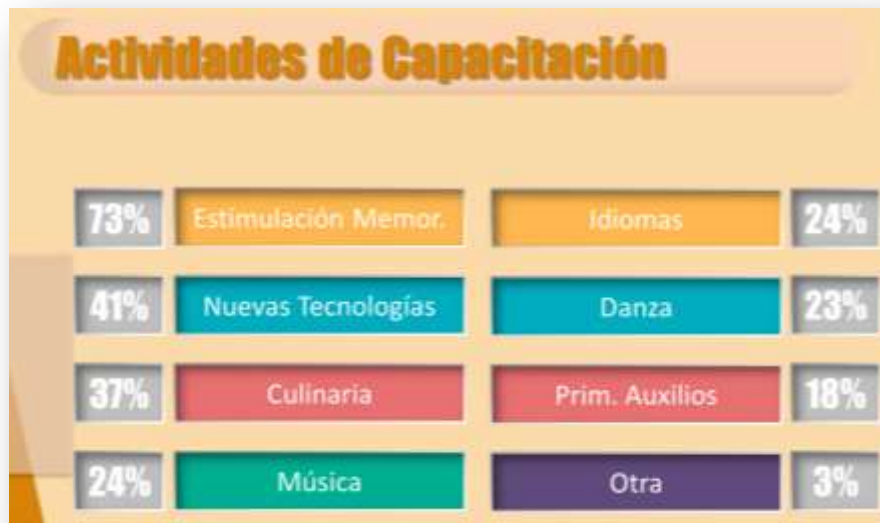 Actividades de Capacitación
73% Estimulación Memor. Idiomas 24%
41% Nuevas Tecnologías Danza 23%
37% Culinaria Prim. Auxilios 18%
24% Música Otra 3%